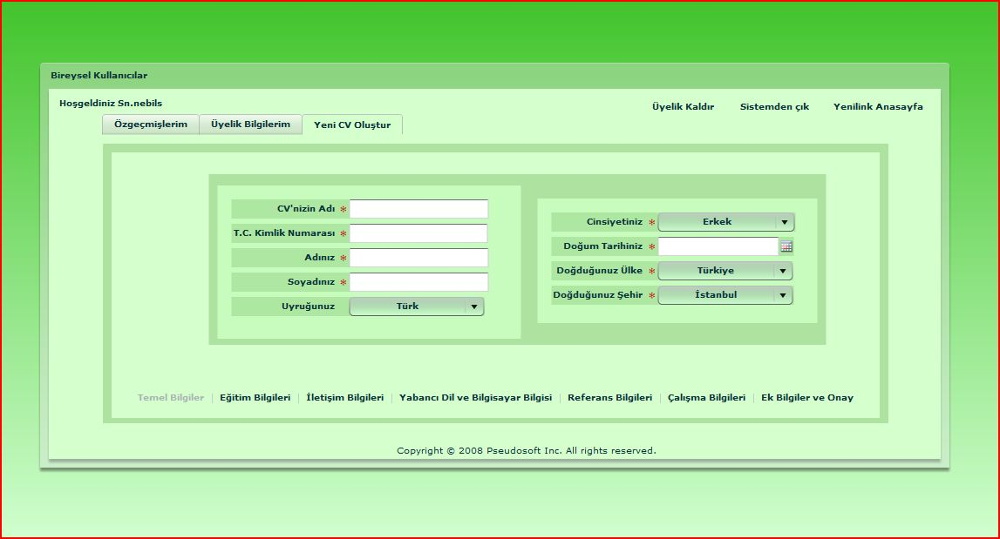 Bireysel Kullanıcılar
Hoşgeldiniz Sn.nebils
Üyelik Kaldır Sistemden çık Yenilink Anasayfa
Özgeçmişlerim Üyelik Bilgilerim Yeni CV Oluştur
CV'nizin Adı *
T.C. Kimlik Numarası *
Adınız *
Soyadınız *
Uyruğunuz Türk
Cinsiyetiniz * Erkek
Doğum Tarihiniz *
Doğduğunuz Ülke * Türkiye
Doğduğunuz Şehir * İstanbul
Temel Bilgiler | Eğitim Bilgileri | İletişim Bilgileri | Yabancı Dil ve Bilgisayar Bilgisi | Referans Bilgileri | Çalışma Bilgileri | Ek Bilgiler ve Onay
Copyright © 2008 Pseudosoft Inc. All rights reserved.